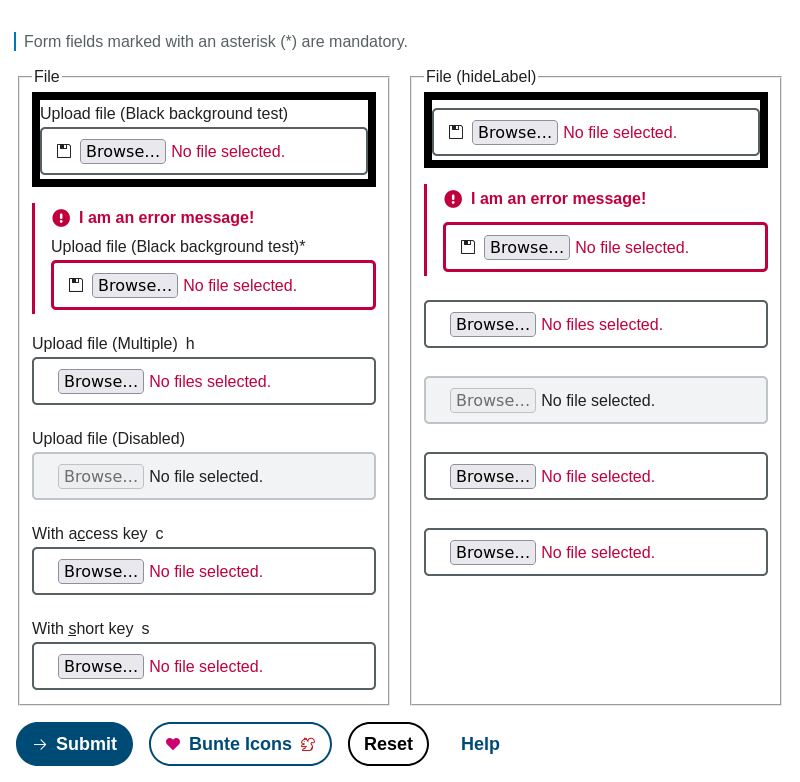 Form fields marked with an asterisk (*) are mandatory.
File
Upload file (Black background test)
Browse... No file selected.
I am an error message!
Upload file (Black background test)*
Browse... No file selected.
Upload file (Multiple) h
Browse... No files selected.
Upload file (Disabled)
Browse... No file selected.
With access key c
Browse... No file selected.
With short key s
Browse... No file selected.
File (hideLabel)
Browse... No file selected.
I am an error message!
Browse... No file selected.
Browse... No files selected.
Browse... No file selected.
Browse... No file selected.
Browse... No file selected.
Submit Bunte Icons Reset Help